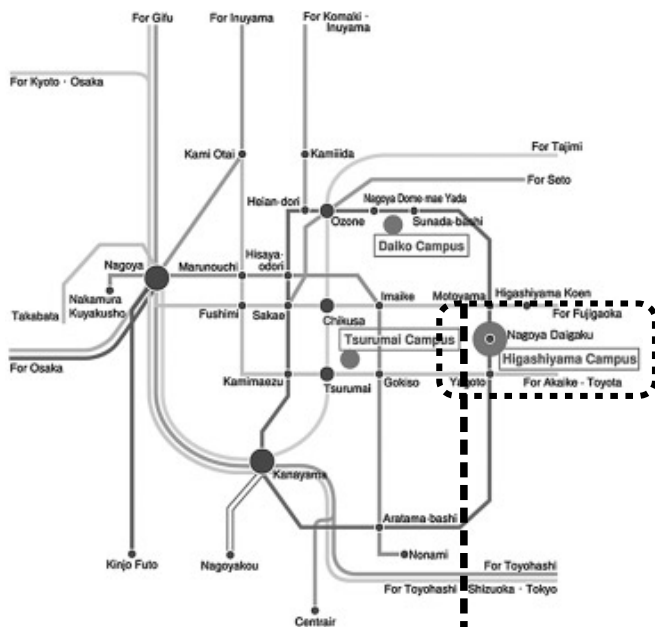 For Gifu
For Inuyama
For Komaki -
Inuyama
For Kyoto · Osaka
For Tajimi
Kami Otai
Kamiiida
For Seto
Heian-dori
Nagoya Dome-mae Yada
Ozone
Sunada-bashi
Daiko Campus
Nagoya
Marunouchi
Hisaya-
odori
Nakamura
Kuyakusho
Imaike
Motoyama
Higashiyama Koen
Takabata
Fushimi
Sakae
Chikusa
For Fujigaoka
Tsurumai Campus
Nagoya Daigaku
For Osaka
Higashiyama Campus
Kamimaezu
Tsurumai
Gokiso
Yagoto
For Akaike - Toyota
Kanayama
Aratama-bashi
Kinjo Futo
Nagoyakou
Nonami
For Toyohashi
For Toyohashi
Shizuoka · Tokyo
Centrair